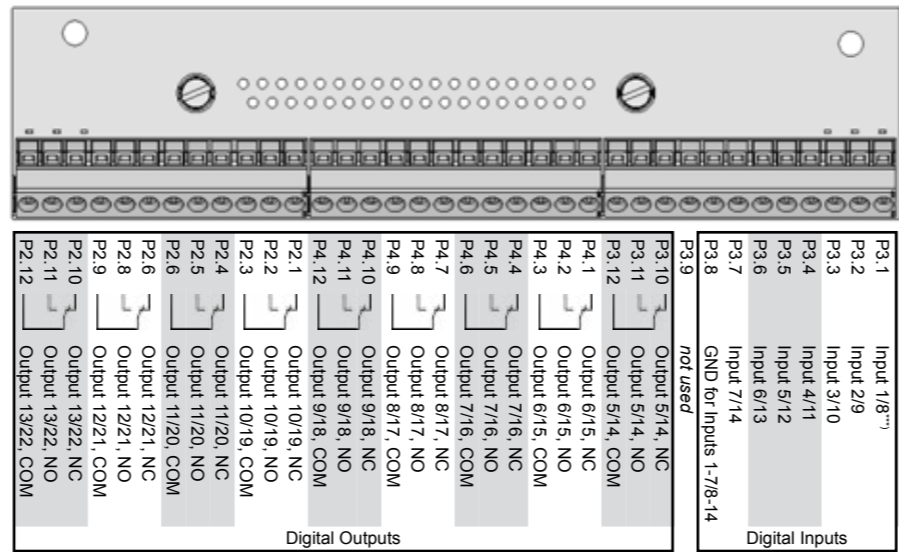 P3.1 Input 1/8***)
P3.2 Input 2/9
P3.3 Input 3/10
P3.4 Input 4/11
P3.5 Input 5/12
P3.6 Input 6/13
P3.7 Input 7/14
P3.8 GND for Inputs 1-7/8-14
P3.9 not used
P3.10 Output 5/14, NC
P3.11 Output 5/14, NO
P3.12 Output 5/14, COM
P4.1 Output 6/15, NC
P4.2 Output 6/15, NO
P4.3 Output 6/15, COM
P4.4 Output 7/16, NC
P4.5 Output 7/16, NO
P4.6 Output 7/16, COM
P4.7 Output 8/17, NC
P4.8 Output 8/17, NO
P4.9 Output 8/17, COM
P4.10 Output 9/18, NC
P4.11 Output 9/18, NO
P4.12 Output 9/18, COM
P2.1 Output 10/19, NC
P2.2 Output 10/19, NO
P2.3 Output 10/19, COM
P2.4 Output 11/20, NC
P2.5 Output 11/20, NO
P2.6 Output 11/20, COM
P2.6 Output 12/21, NC
P2.8 Output 12/21, NO
P2.9 Output 12/21, COM
P2.10 Output 13/22, NC
P2.11 Output 13/22, NO
P2.12 Output 13/22, COM
Digital Outputs
Digital Inputs